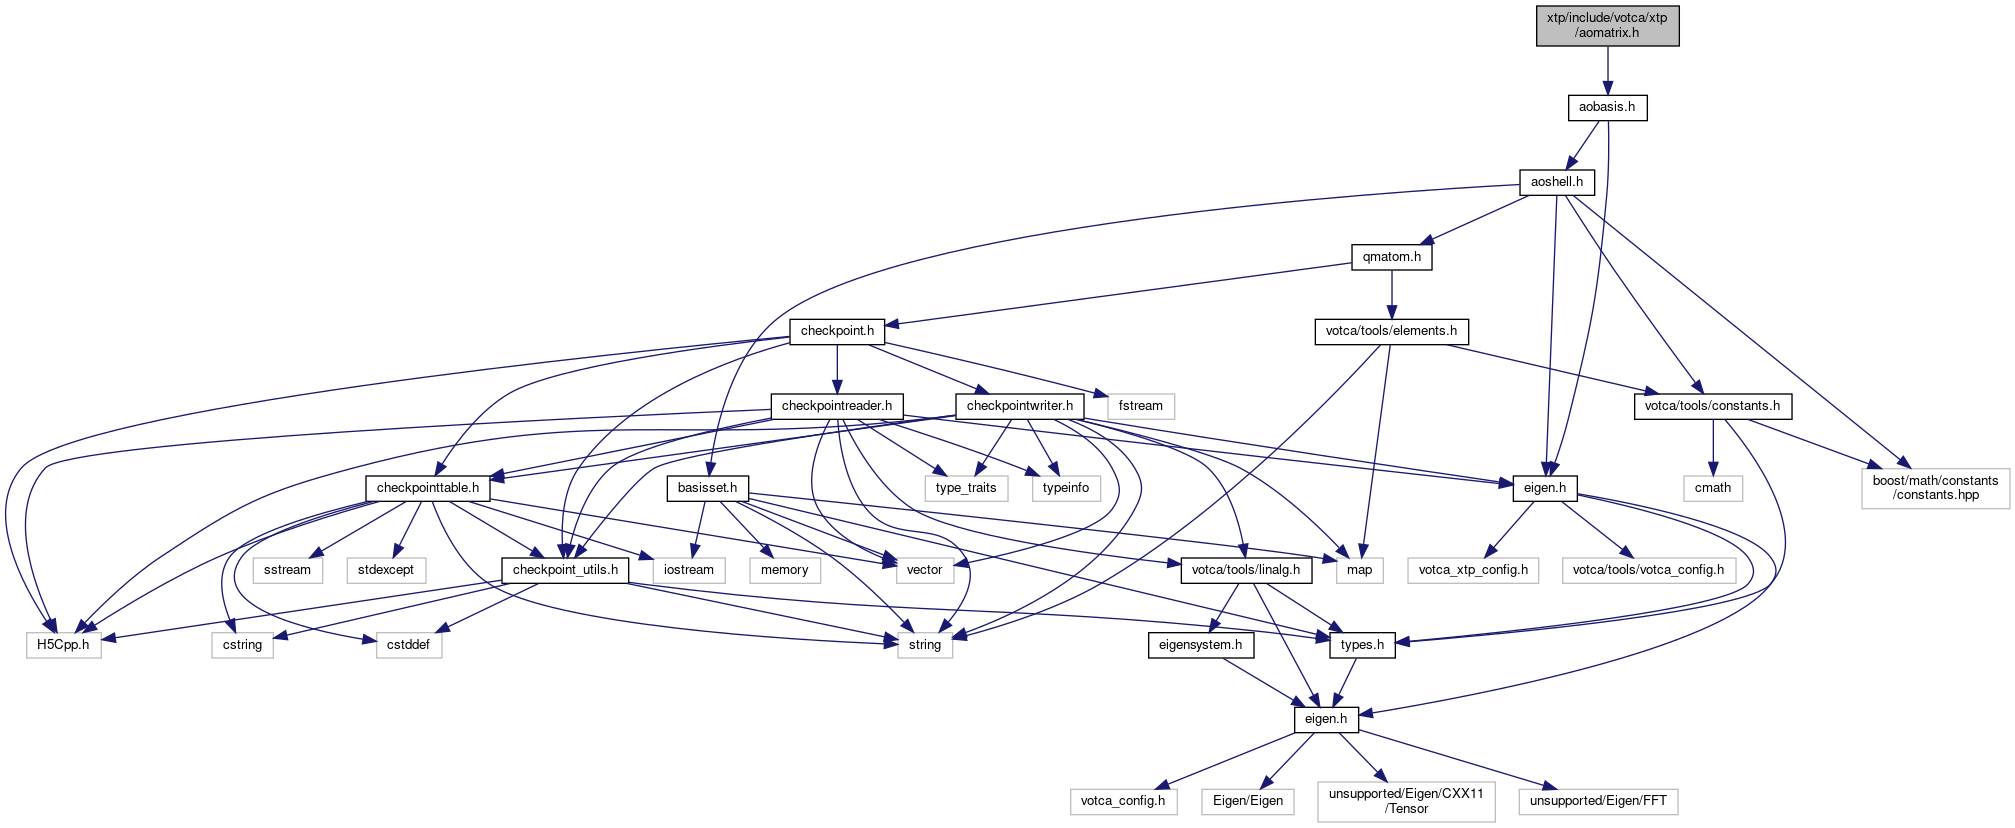 xtp/include/votca/xtp
/aomatrix.h
aobasis.h
aoshell.h
qmatom.h
checkpoint.h
votca/tools/elements.h
checkpointreader.h
checkpointwriter.h
fstream
votca/tools/constants.h
checkpointtable.h
basisset.h
type_traits
typeinfo
eigen.h
cmath
boost/math/constants
/constants.hpp
sstream
stdexcept
checkpoint_utils.h
iostream
memory
vector
votca/tools/linalg.h
map
votca_xtp_config.h
votca/tools/votca_config.h
H5Cpp.h
cstring
cstddef
string
eigensystem.h
types.h
eigen.h
votca_config.h
Eigen/Eigen
unsupported/Eigen/CXX11
/Tensor
unsupported/Eigen/FFT